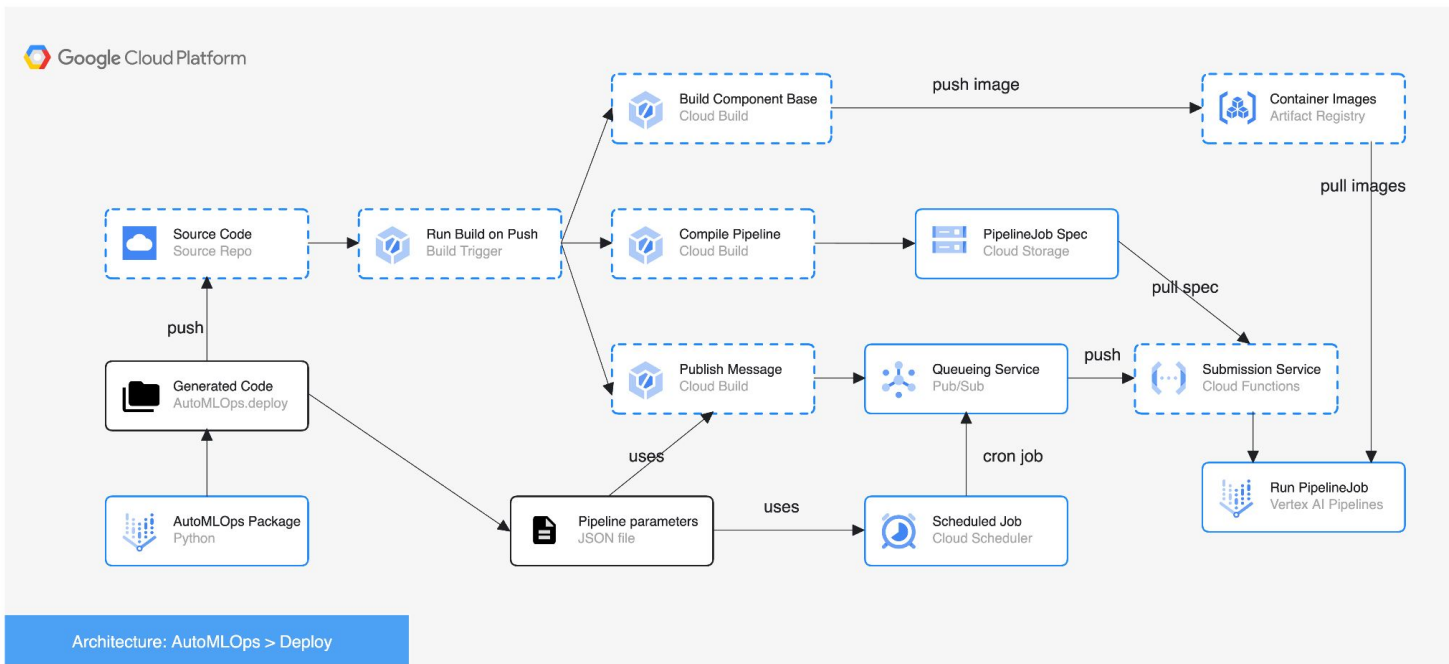 Google Cloud Platform
Build Component Base
Cloud Build
push image
Container Images
Artifact Registry
pull images
Source Code
Source Repo
Run Build on Push
Build Trigger
Compile Pipeline
Cloud Build
PipelineJob Spec
Cloud Storage
pull spec
push
Generated Code
AutoMLOps.deploy
Publish Message
Cloud Build
Queueing Service
Pub/Sub
push
Submission Service
Cloud Functions
uses
cron job
AutoMLOps Package
Python
Pipeline parameters
JSON file
uses
Scheduled Job
Cloud Scheduler
Run PipelineJob
Vertex AI Pipelines
Architecture: AutoMLOps > Deploy